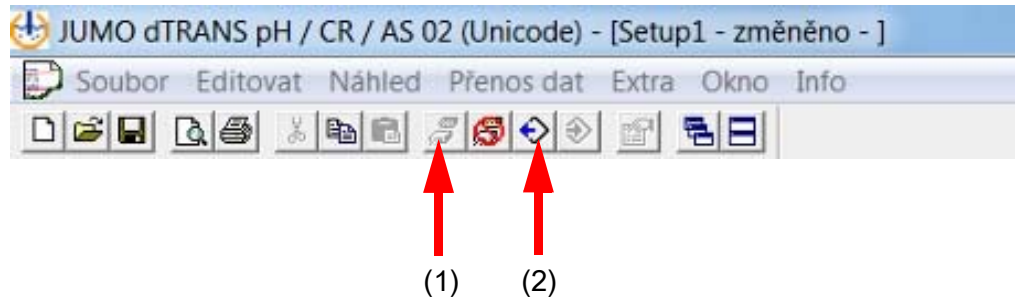 JUMO dTRANS pH / CR / AS 02 (Unicode) - [Setup1 - změněno - ]
Soubor Editovat Náhled Přenos dat Extra Okno Info
(1) (2)